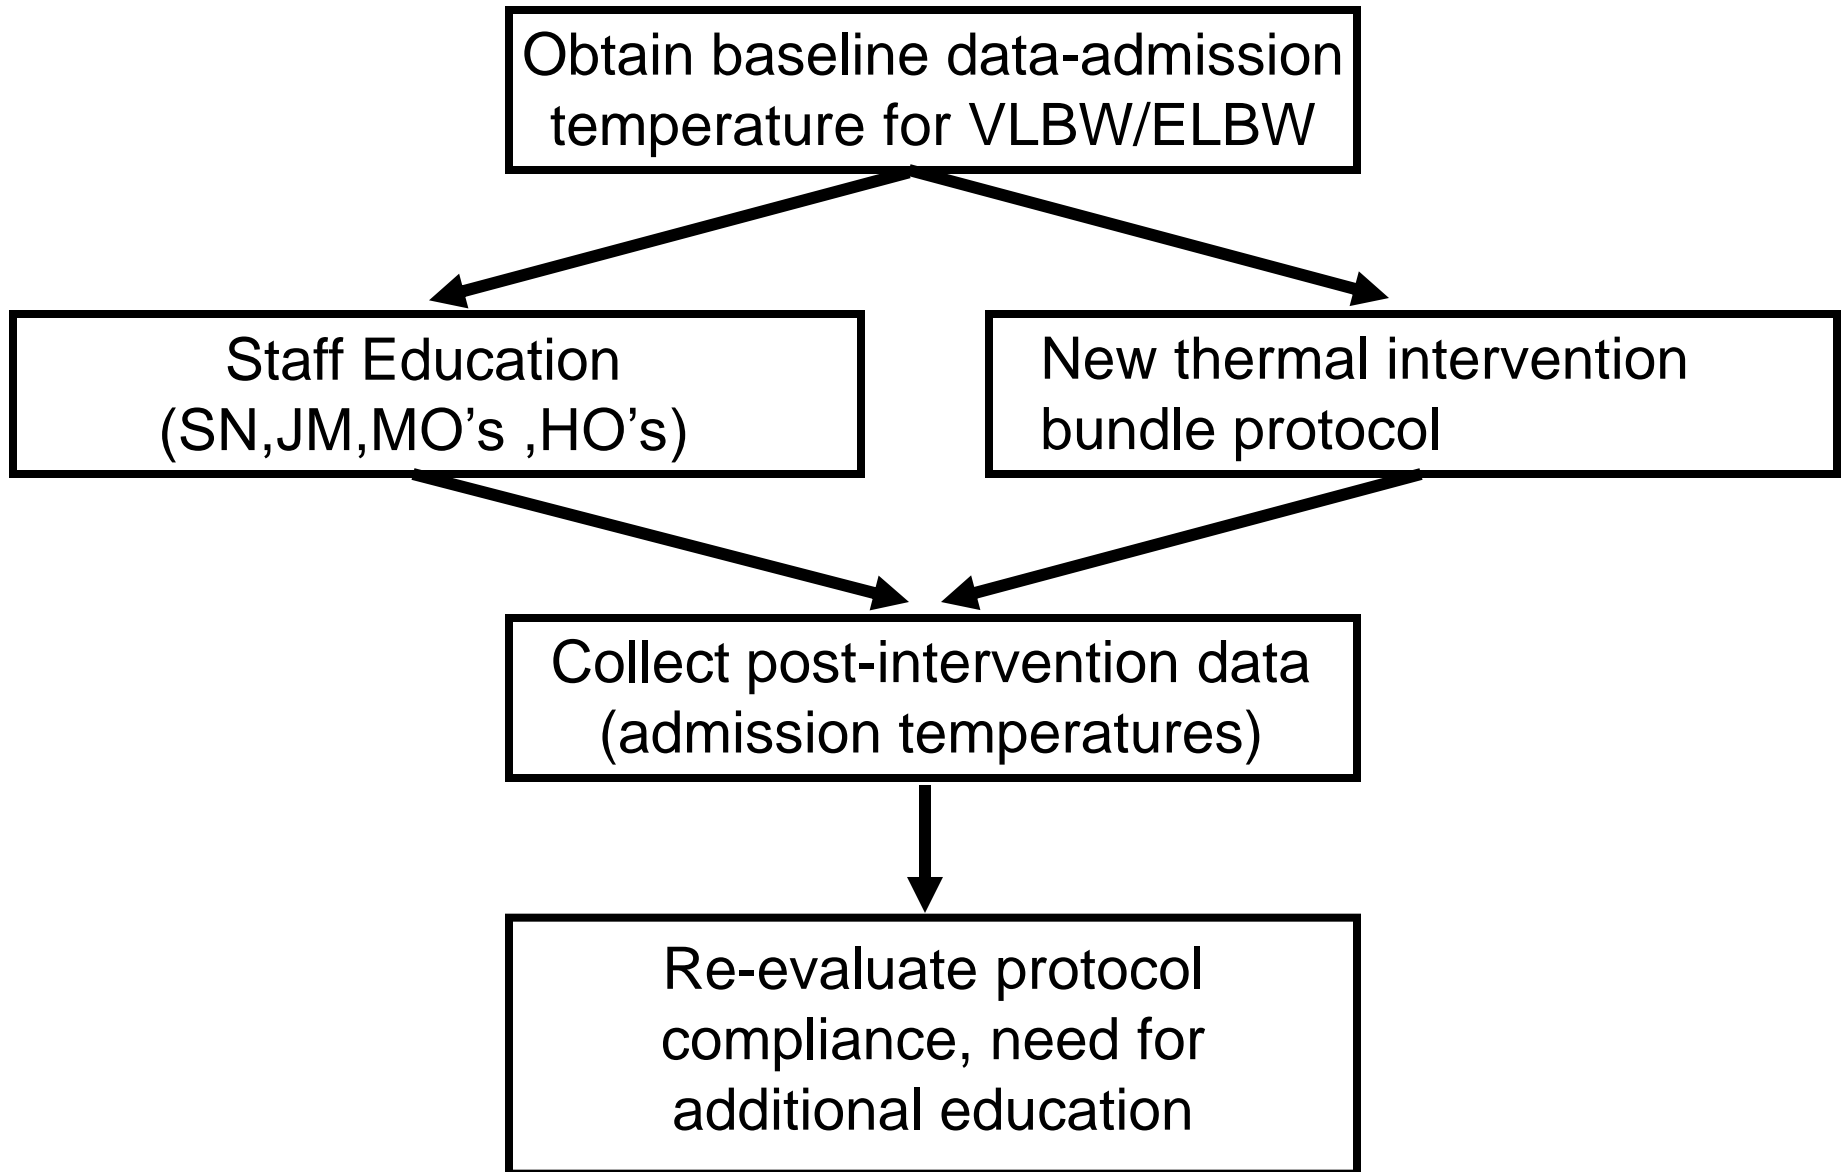 Obtain baseline data-admission
temperature for VLBW/ELBW
Staff Education
(SN,JM,MO’s ,HO’s)
New thermal intervention
bundle protocol
Collect post-intervention data
(admission temperatures)
Re-evaluate protocol
compliance, need for
additional education